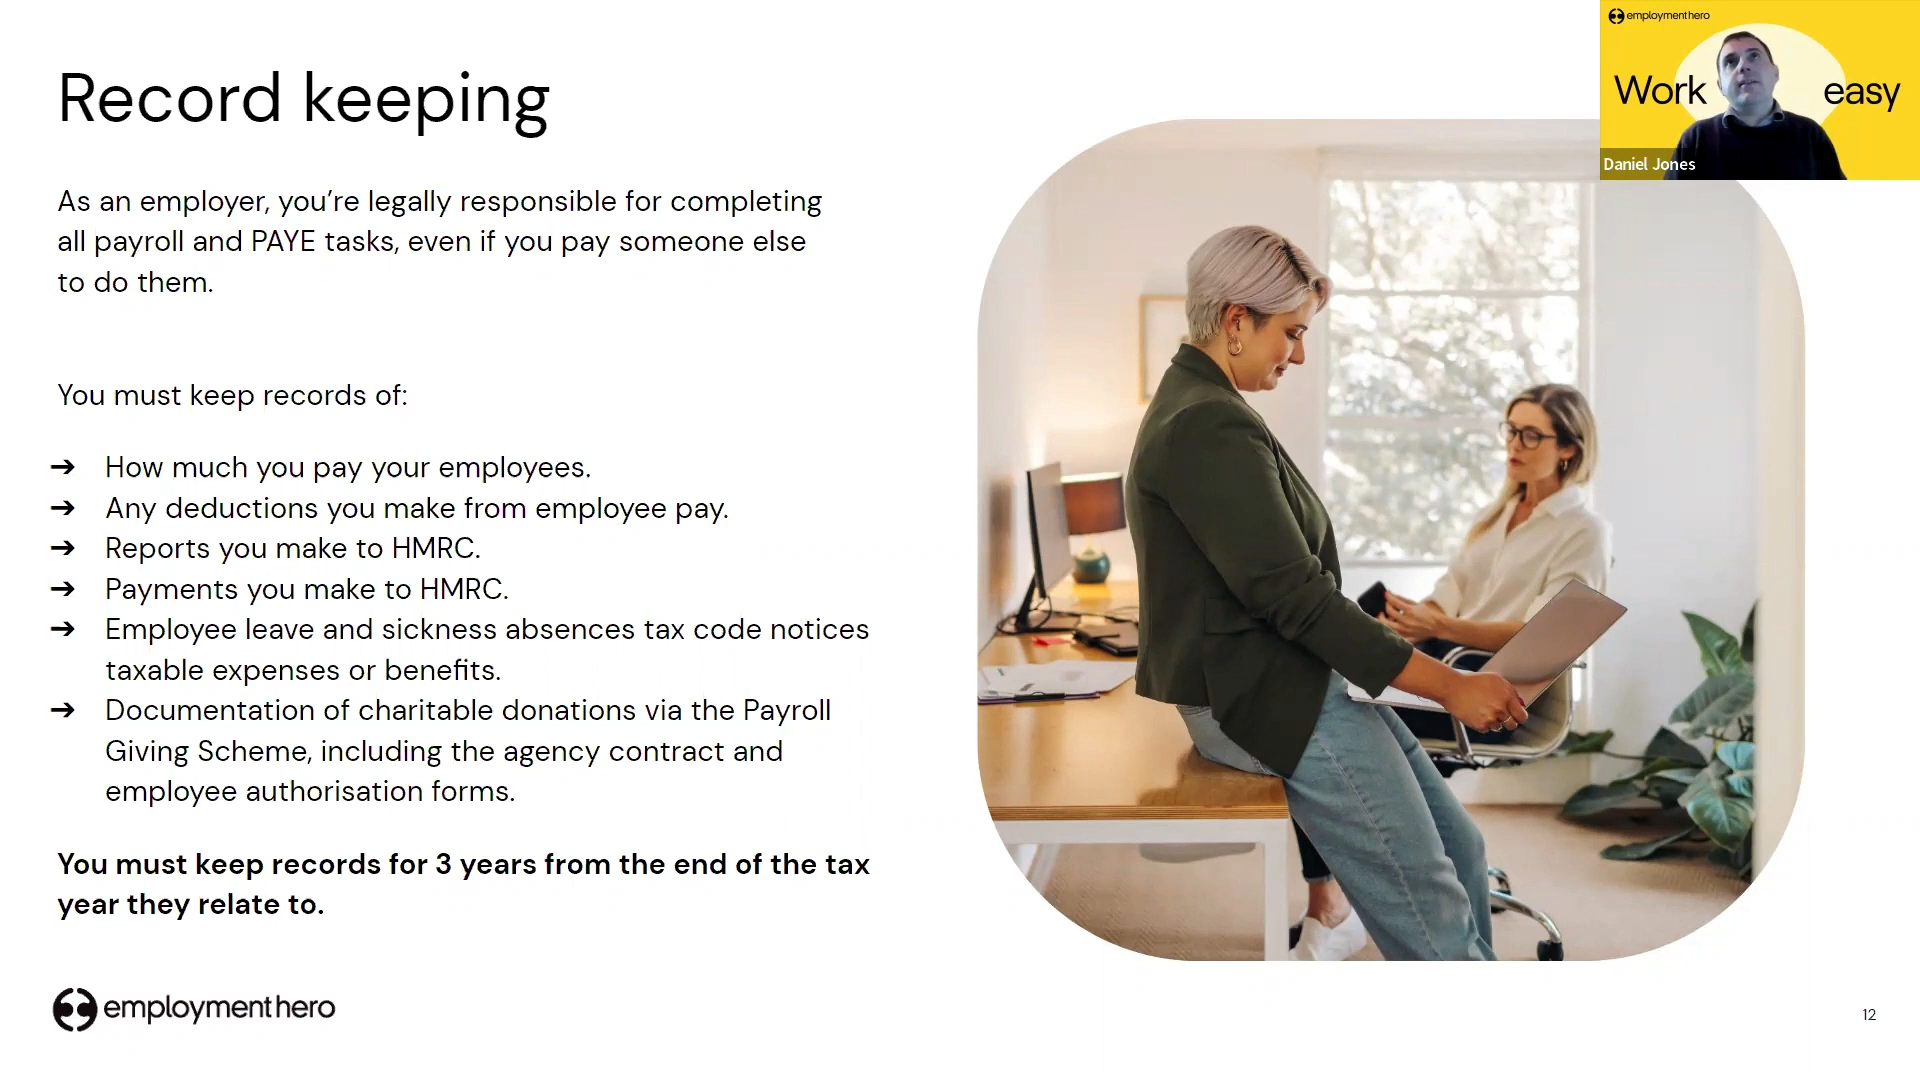 Record keeping
As an employer, you’re legally responsible for completing
all payroll and PAYE tasks, even if you pay someone else
to do them.
You must keep records of:
➔ How much you pay your employees.
➔ Any deductions you make from employee pay.
➔ Reports you make to HMRC.
➔ Payments you make to HMRC.
➔ Employee leave and sickness absences tax code notices
taxable expenses or benefits.
➔ Documentation of charitable donations via the Payroll
Giving Scheme, including the agency contract and
employee authorisation forms.
You must keep records for 3 years from the end of the tax
year they relate to.
employmenthero
employmenthero
Work easy
Daniel Jones
12